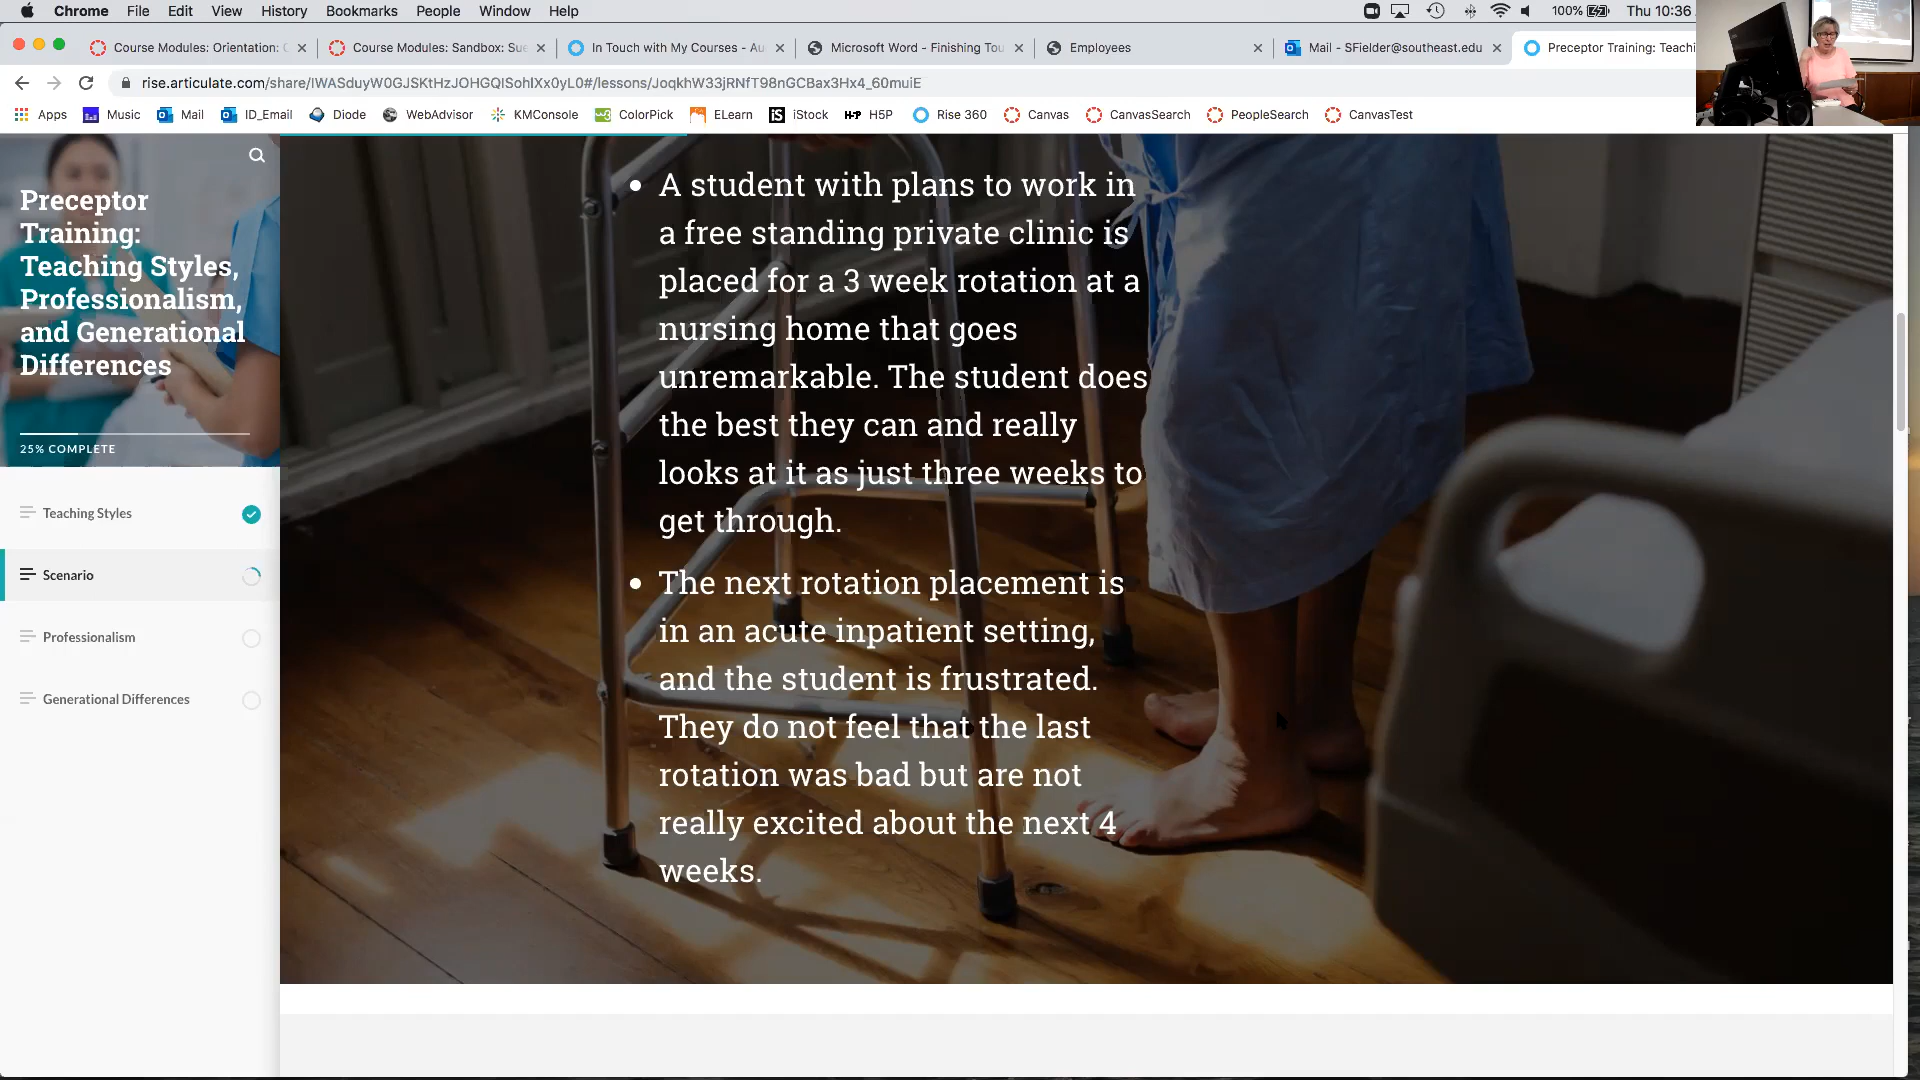 Chrome File Edit View History Bookmarks People Window Help 100% Thu 10:36
Course Modules: Orientation: Course Modules: Sandbox: Sue In Touch with My Courses - Au Microsoft Word - Finishing Tou Employees Mail - SFielder@southeast.edu Preceptor Training: Teachi
rise.articulate.com/share/IWASduyW0GJSKtHzJOHGQISohlXx0yL0#/lessons/JoqkhW33jRNfT98nGCBax3Hx4_60muiE
Apps Music Mail ID_Email Diode WebAdvisor KMConsole ColorPick ELearn iStock H5P Rise 360 Canvas CanvasSearch PeopleSearch CanvasTest
Preceptor
Training:
Teaching Styles,
Professionalism,
and Generational
Differences
25% COMPLETE
Teaching Styles
Scenario
Professionalism
Generational Differences
• A student with plans to work in
a free standing private clinic is
placed for a 3 week rotation at a
nursing home that goes
unremarkable. The student does
the best they can and really
looks at it as just three weeks to
get through.
• The next rotation placement is
in an acute inpatient setting,
and the student is frustrated.
They do not feel that the last
rotation was bad but are not
really excited about the next 4
weeks.